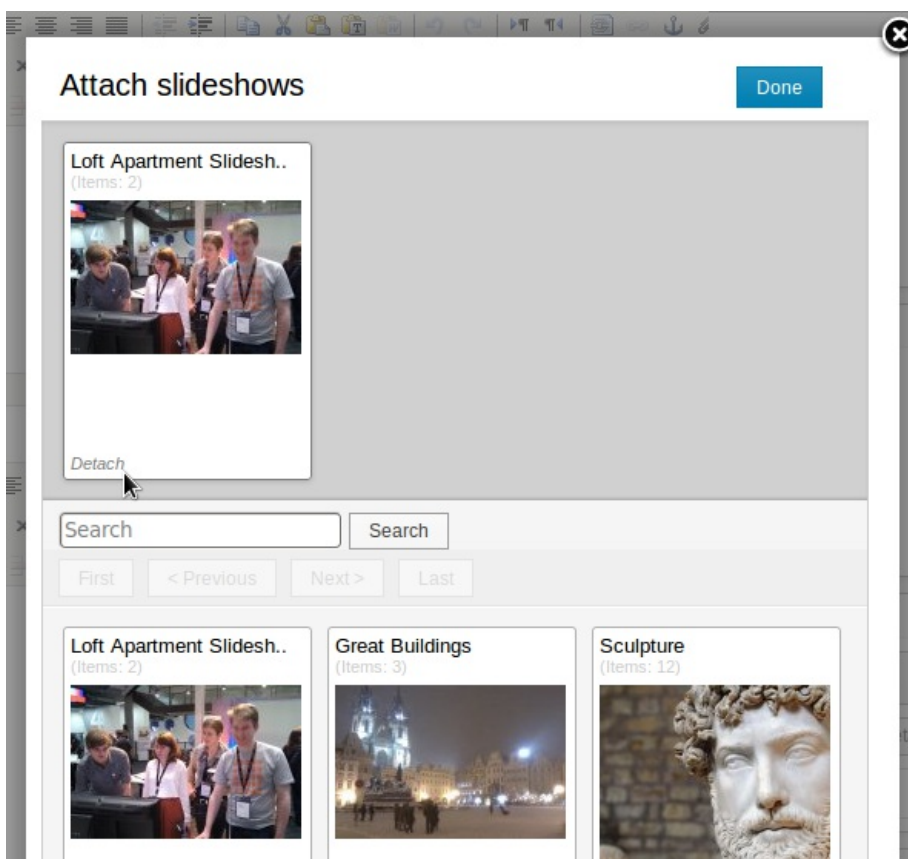 Attach slideshows
Done
Loft Apartment Slidesh..
(Items: 2)
Detach
Search
Search
First
< Previous
Next >
Last
Loft Apartment Slidesh..
(Items: 2)
Great Buildings
(Items: 3)
Sculpture
(Items: 12)